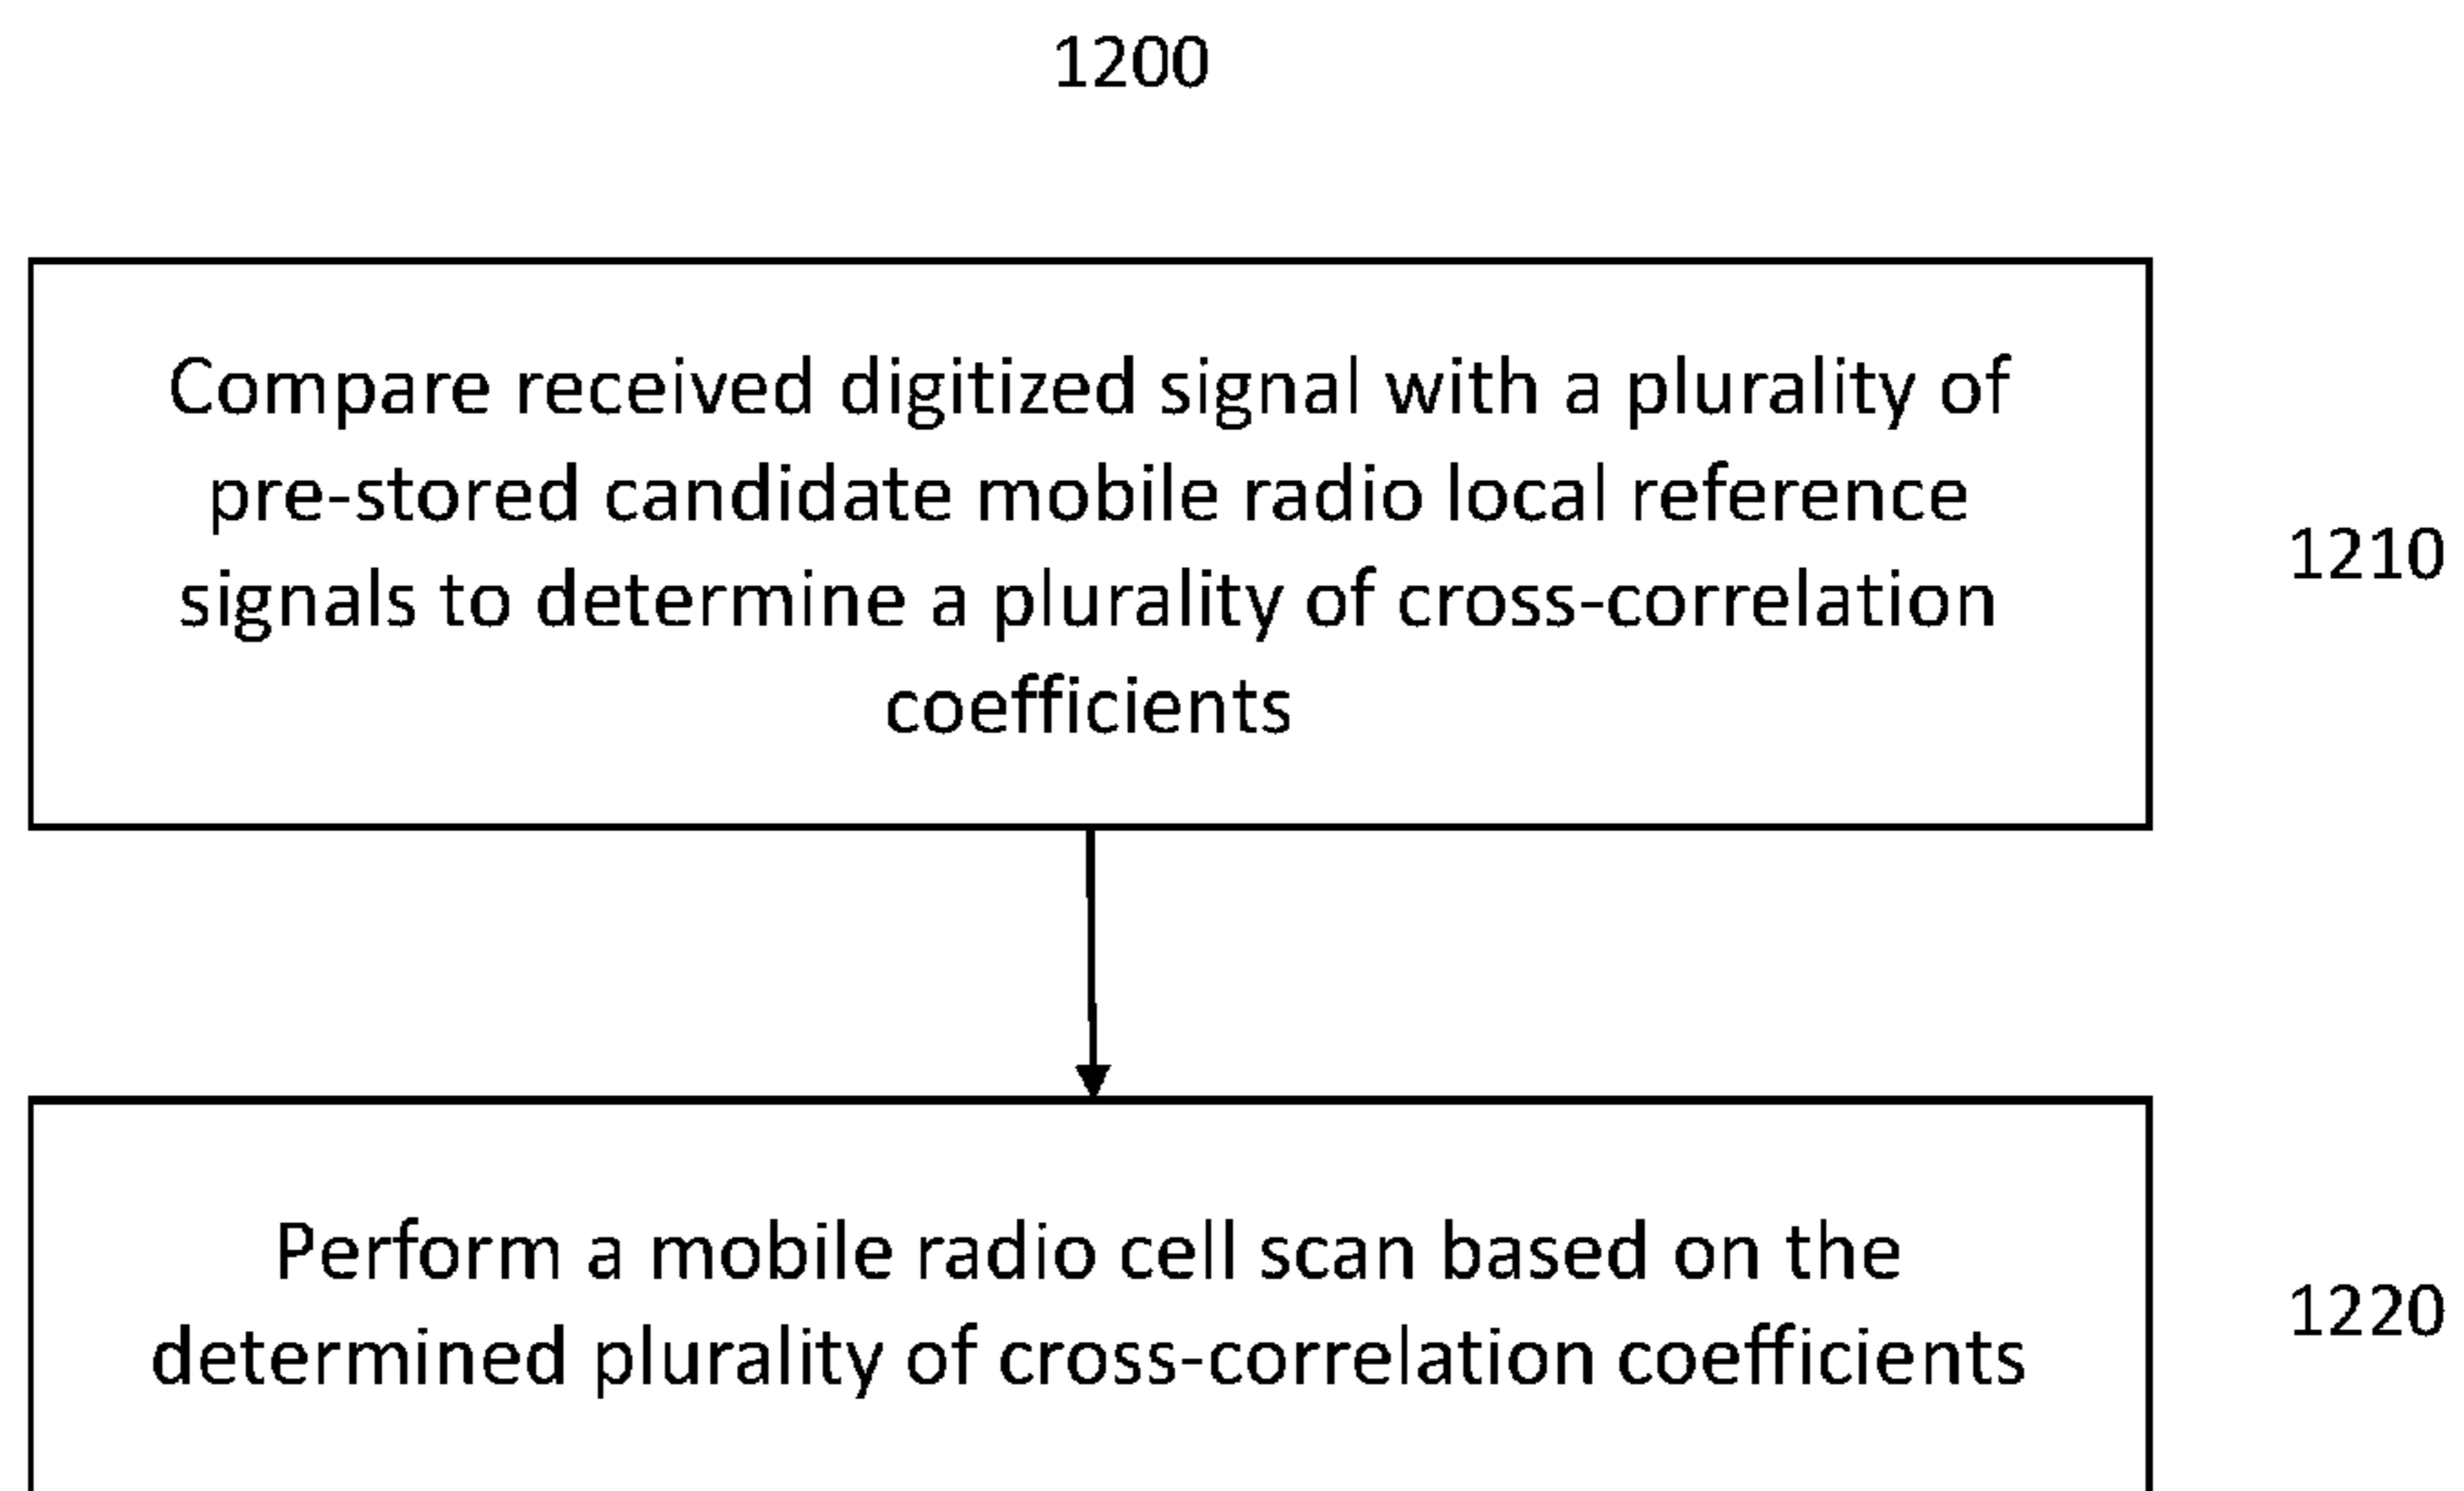 1200
Compare received digitized signal with a plurality of
pre-stored candidate mobile radio local reference
signals to determine a plurality of cross-correlation
coefficients
1210
Perform a mobile radio cell scan based on the
determined plurality of cross-correlation coefficients
1220